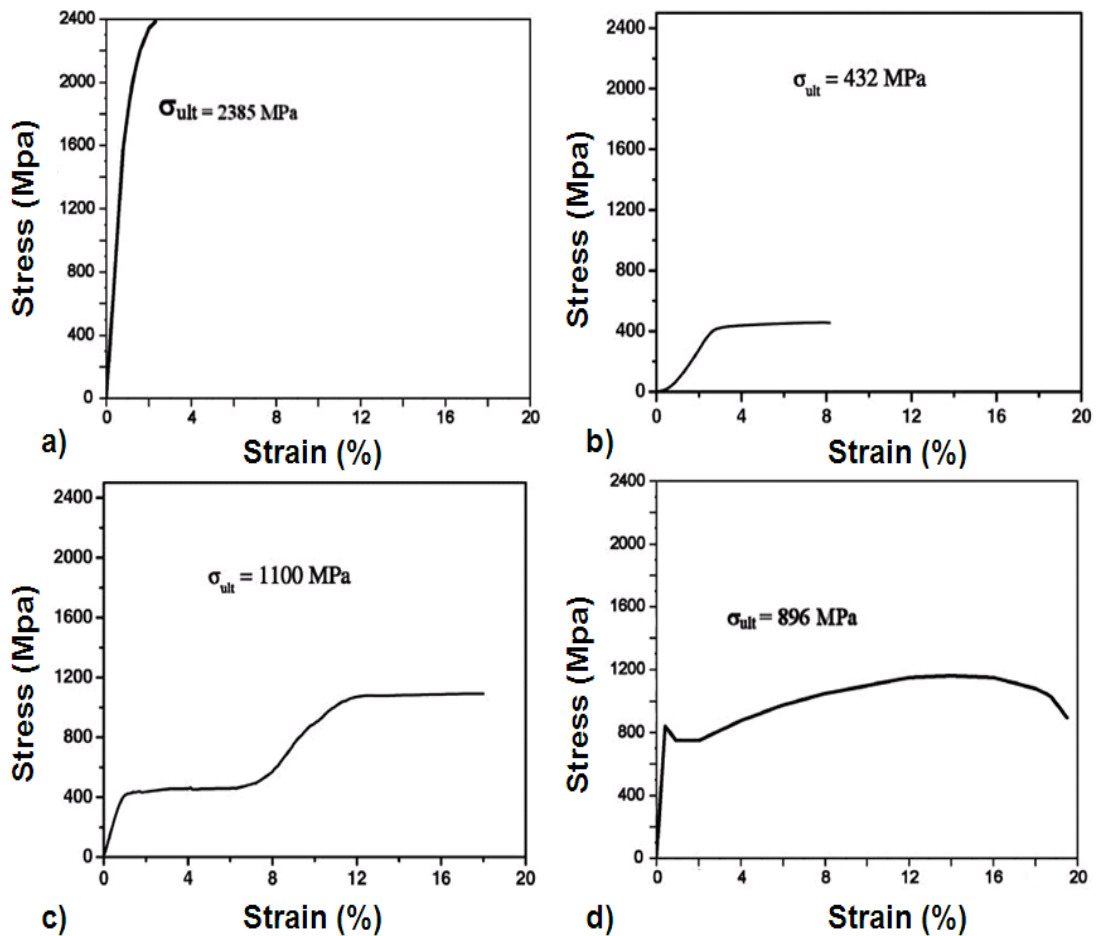 2400
2000
1600
1200
800
400
0
0 4 8 12 16 20
Stress (Mpa)
Strain (%)
σult = 2385 MPa
a)
2400
2000
1600
1200
800
400
0
0 4 8 12 16 20
Stress (Mpa)
Strain (%)
σult = 432 MPa
b)
2400
2000
1600
1200
800
400
0
0 4 8 12 16 20
Stress (Mpa)
Strain (%)
σult = 1100 MPa
c)
2400
2000
1600
1200
800
400
0
0 4 8 12 16 20
Stress (Mpa)
Strain (%)
σult = 896 MPa
d)